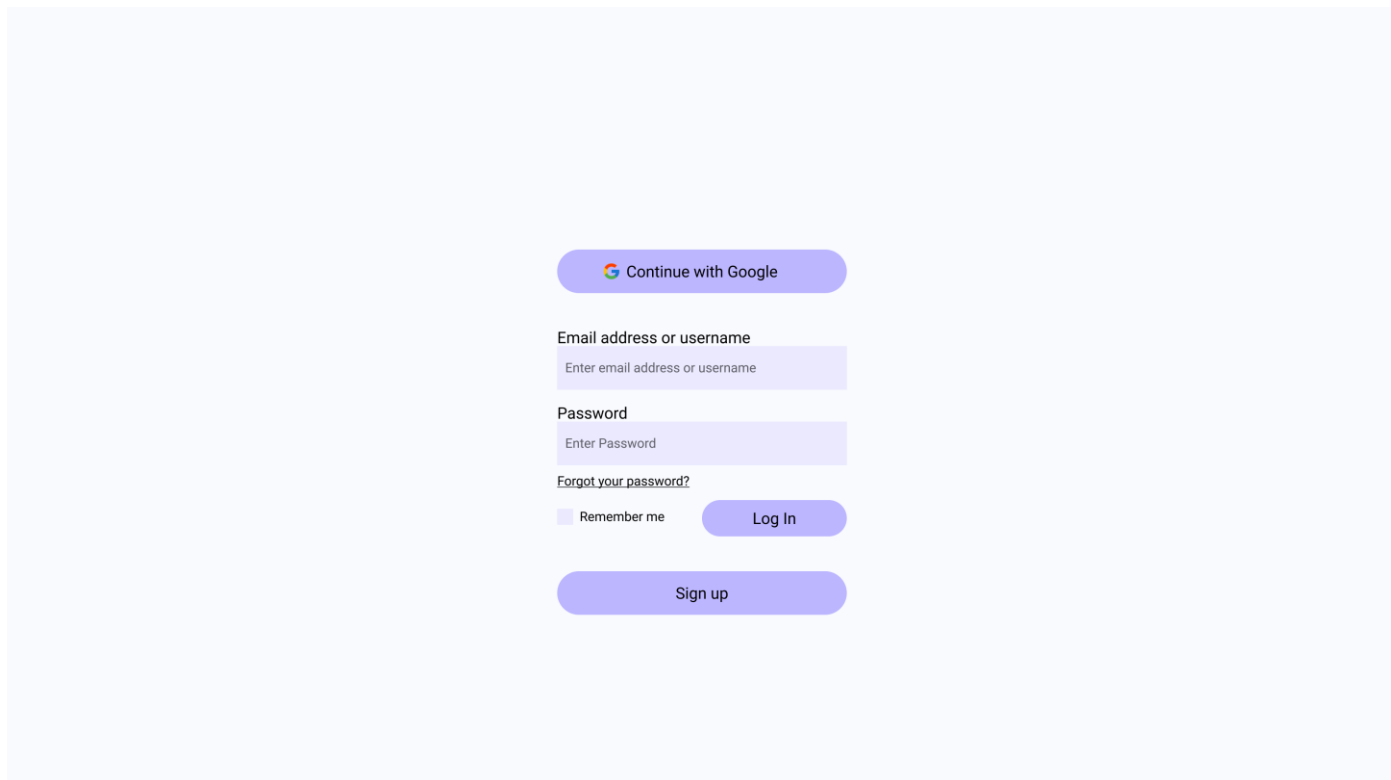 Continue with Google
Email address or username
Enter email address or username
Password
Enter Password
Forgot your password?
Remember me
Log In
Sign up